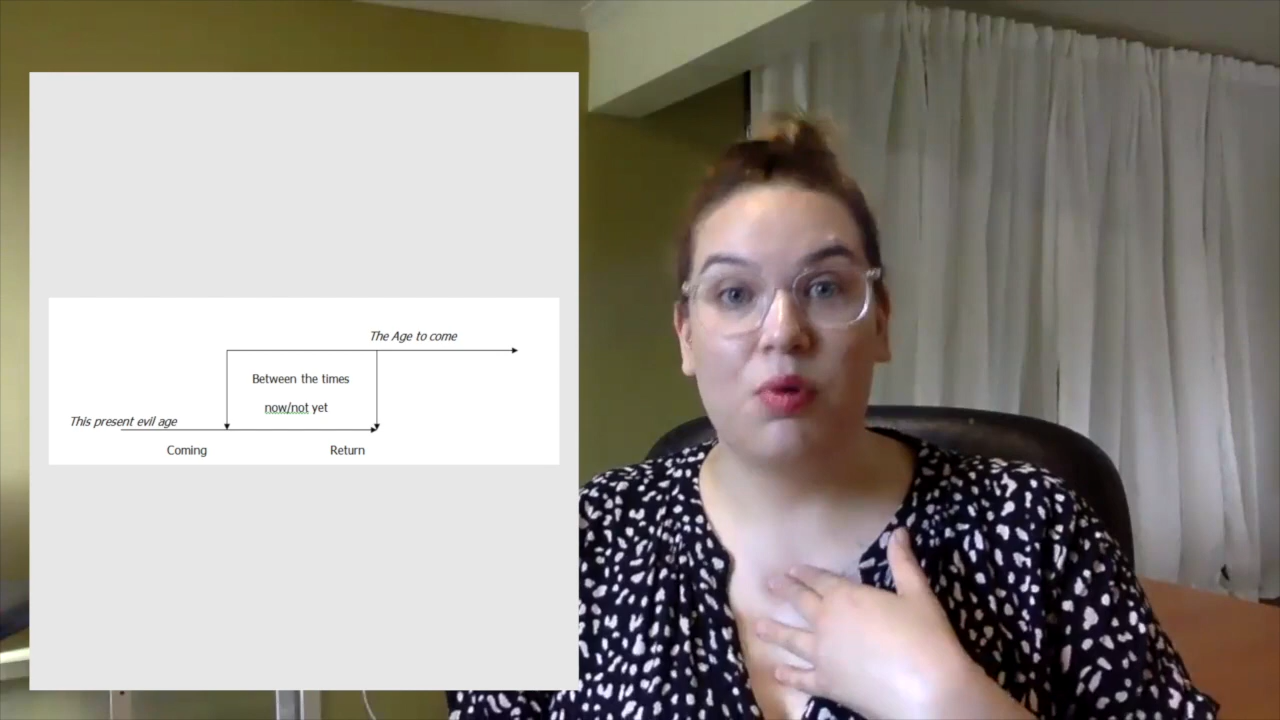 The Age to come
Between the times
now/not yet
This present evil age
Coming
Return